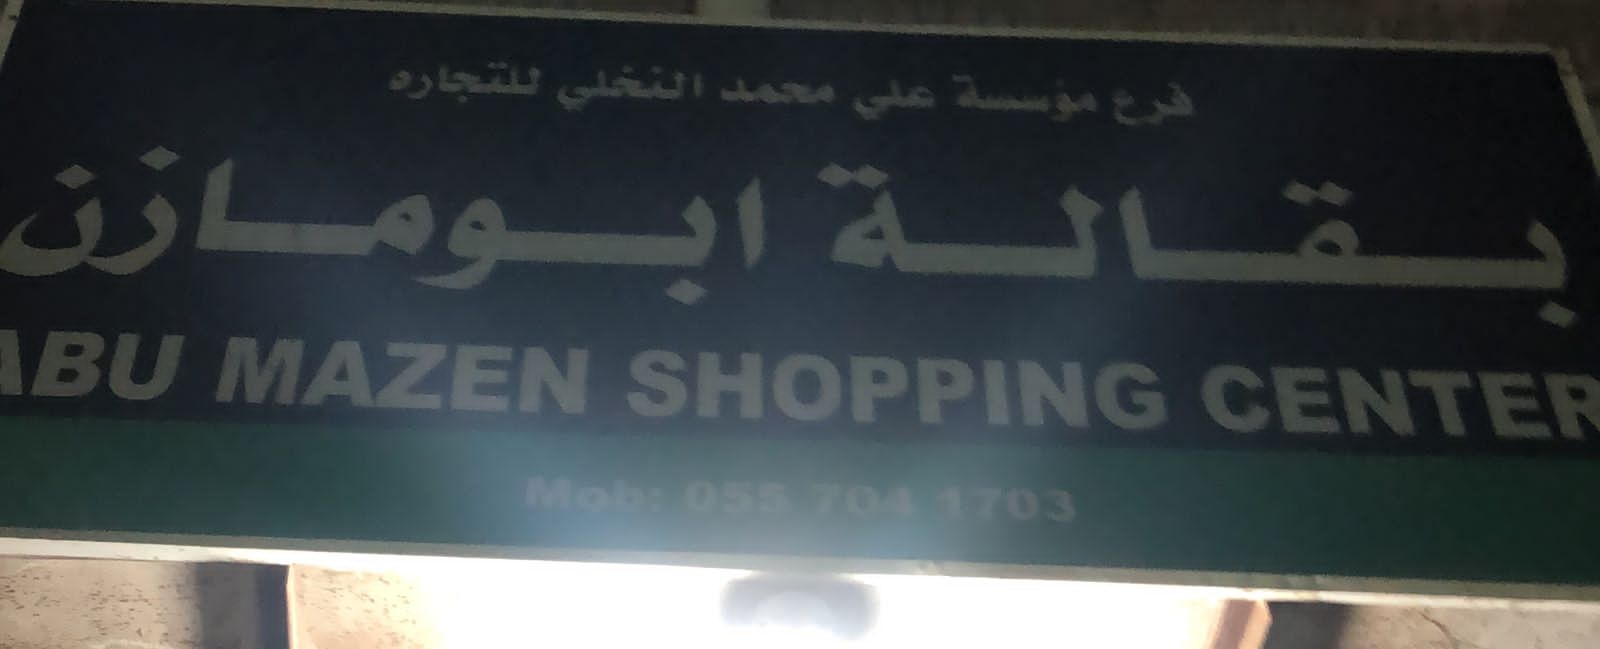 فرع مؤسسة علي محمد النخلي للتجاره
بقالة ابومازن
ABU MAZEN SHOPPING CENTER
Mob: 055 704 1703